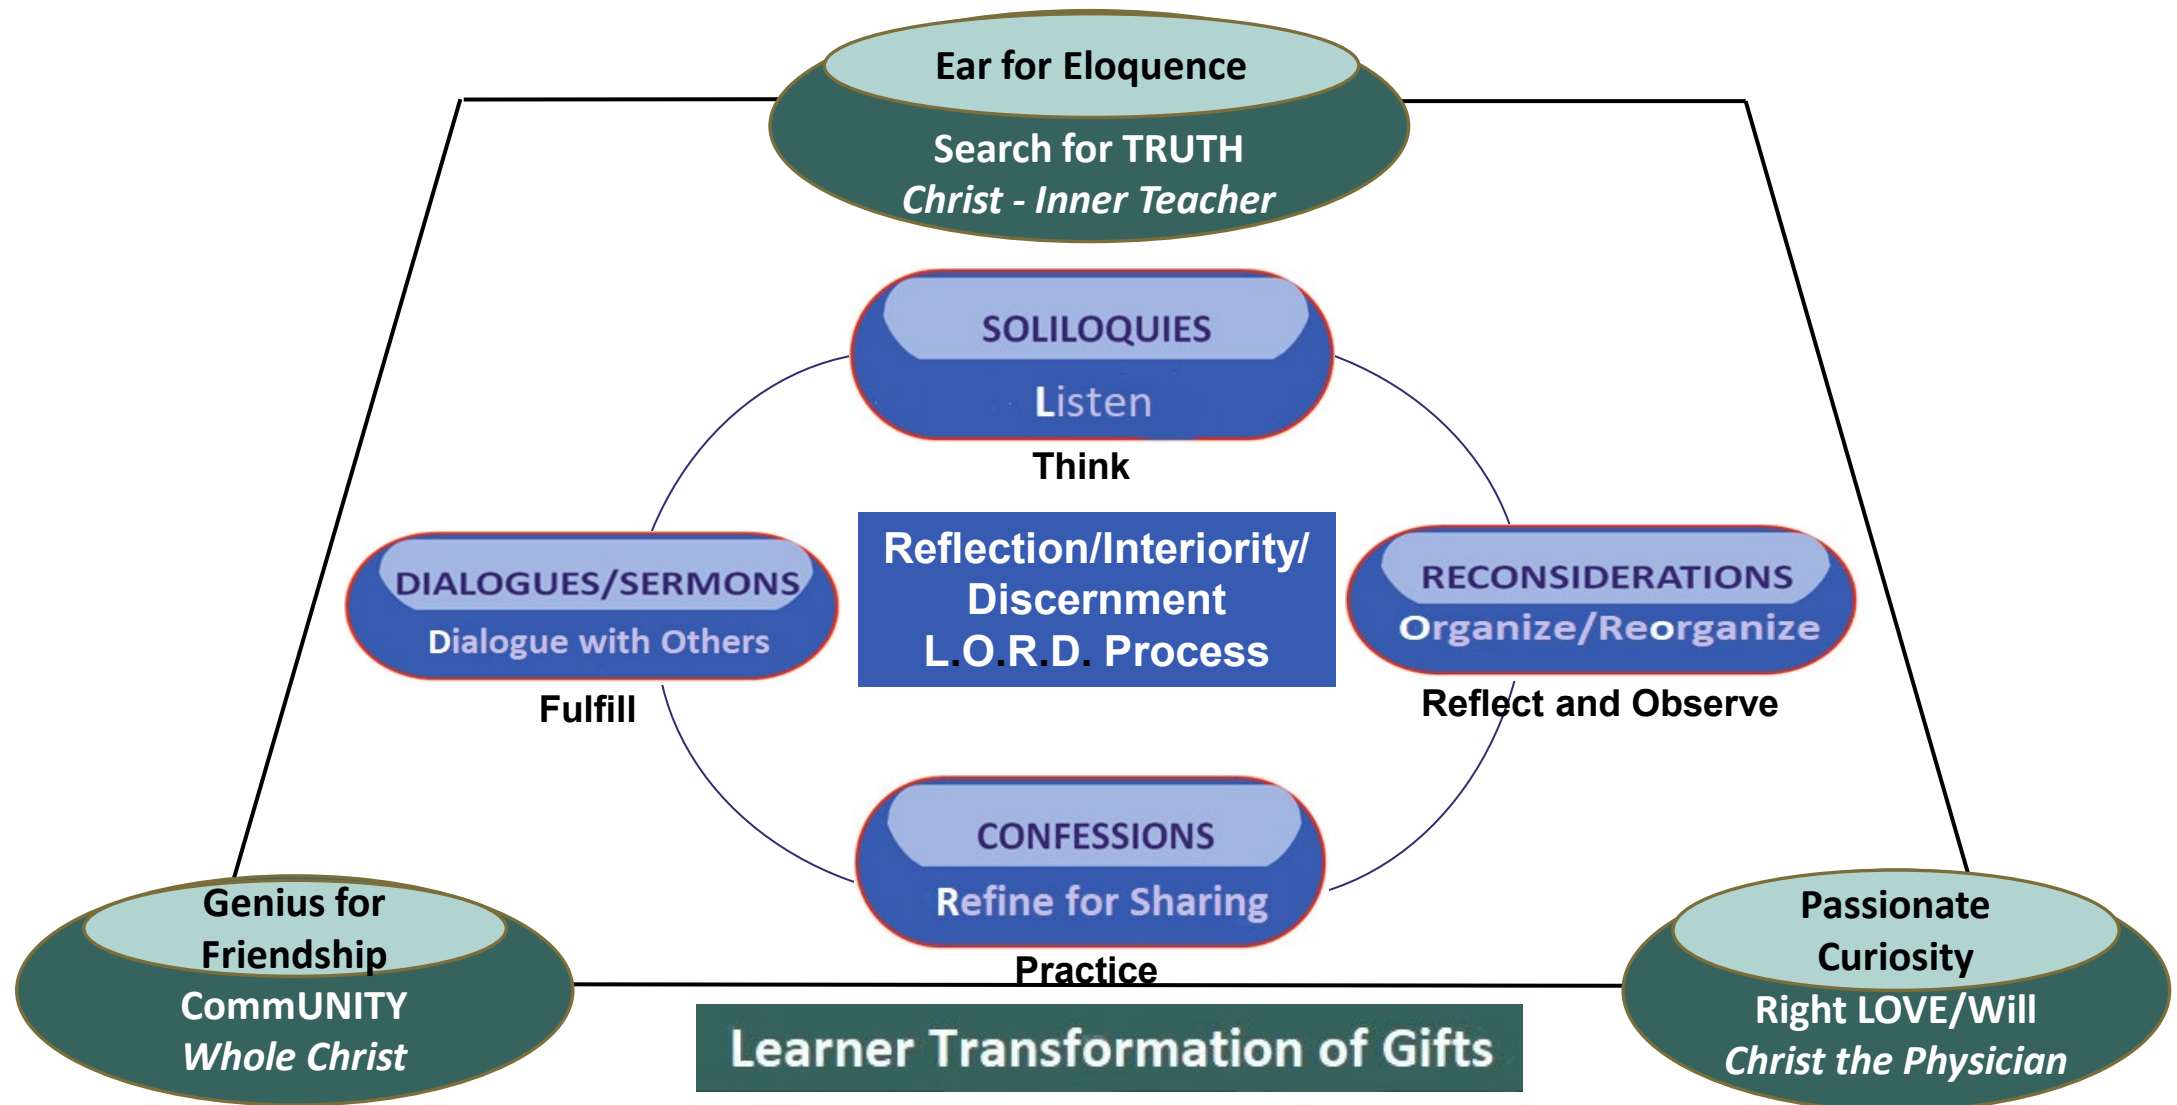 Ear for Eloquence
Search for TRUTH
Christ - Inner Teacher
SOLILOQUIES
Listen
Think
DIALOGUES/SERMONS
Dialogue with Others
Fulfill
Reflection/Interiority/
Discernment
L.O.R.D. Process
RECONSIDERATIONS
Organize/Reorganize
Reflect and Observe
CONFESSIONS
Refine for Sharing
Practice
Genius for
Friendship
CommUNITY
Whole Christ
Passionate
Curiosity
Right LOVE/Will
Christ the Physician
Learner Transformation of Gifts